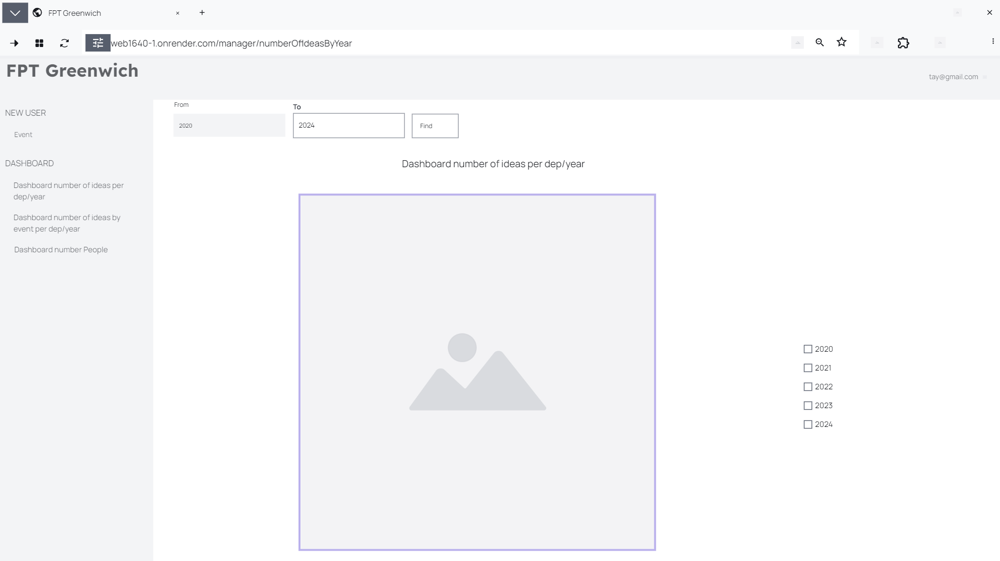 FPT Greenwich
web1640-1.onrender.com/manager/numberOfIdeasByYear
FPT Greenwich
tay@gmail.com
NEW USER
Event
DASHBOARD
Dashboard number of ideas per
dep/year
Dashboard number of ideas by
event per dep/year
Dashboard number People
From
To
2020
2024
Find
Dashboard number of ideas per dep/year
2020
2021
2022
2023
2024